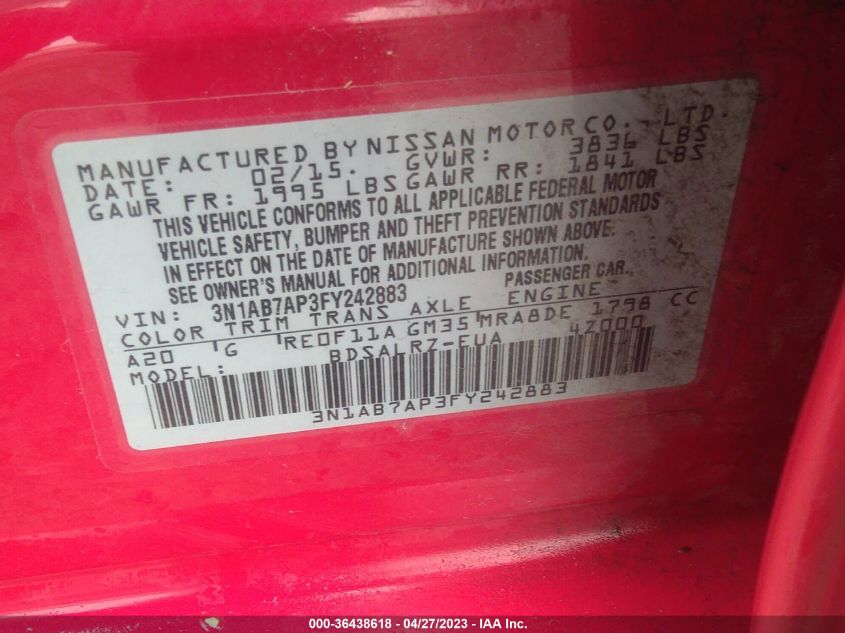 MANUFACTURED BY NISSAN MOTOR CO., LTD.
DATE: 02/15. GVWR: 3836 LBS
GAWR FR: 1995 LBS GAWR RR: 1841 LBS
THIS VEHICLE CONFORMS TO ALL APPLICABLE FEDERAL MOTOR
VEHICLE SAFETY, BUMPER AND THEFT PREVENTION STANDARDS
IN EFFECT ON THE DATE OF MANUFACTURE SHOWN ABOVE.
SEE OWNER'S MANUAL FOR ADDITIONAL INFORMATION.
VIN: 3N1AB7AP3FY242883 PASSENGER CAR
COLOR TRIM TRANS AXLE ENGINE
A20 G RE0F11A GM35 MRA8DE 1798 CC
MODEL: BDSALRZ-EUA 4Z000
3N1AB7AP3FY242883
000-36438618 - 04/27/2023 - IAA Inc.